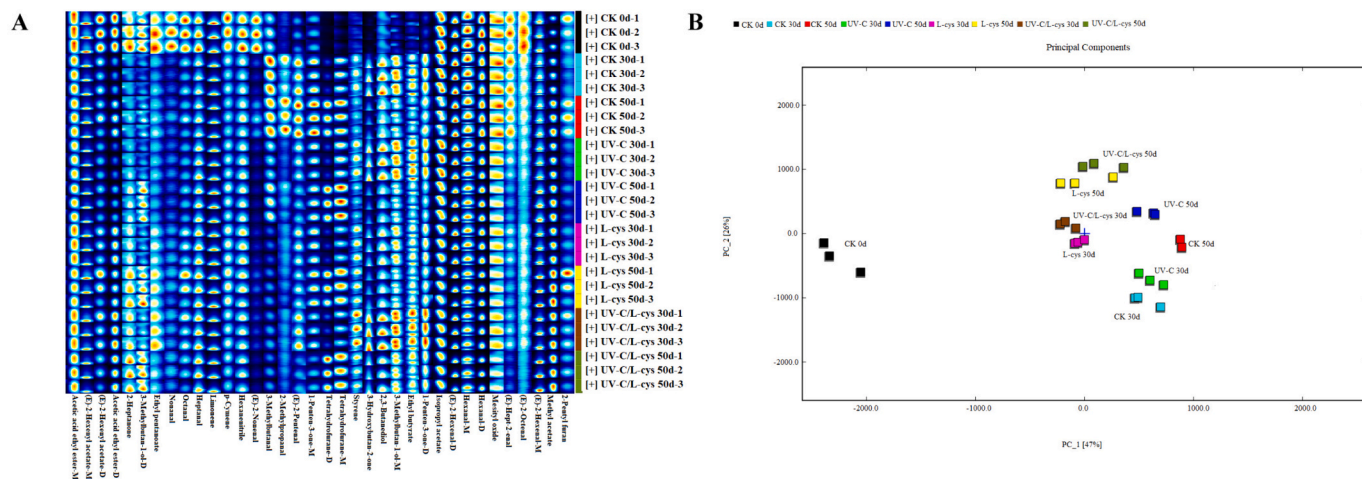 A
[+] CK 0d-1
[+] CK 0d-2
[+] CK 0d-3
[+] CK 30d-1
[+] CK 30d-2
[+] CK 30d-3
[+] CK 50d-1
[+] CK 50d-2
[+] CK 50d-3
[+] UV-C 30d-1
[+] UV-C 30d-2
[+] UV-C 30d-3
[+] UV-C 50d-1
[+] UV-C 50d-2
[+] UV-C 50d-3
[+] L-cys 30d-1
[+] L-cys 30d-2
[+] L-cys 30d-3
[+] L-cys 50d-1
[+] L-cys 50d-2
[+] L-cys 50d-3
[+] UV-C/L-cys 30d-1
[+] UV-C/L-cys 30d-2
[+] UV-C/L-cys 30d-3
[+] UV-C/L-cys 50d-1
[+] UV-C/L-cys 50d-2
[+] UV-C/L-cys 50d-3
Acetic acid ethyl ester-M
(E)-2-Hexenyl acetate-M
(E)-2-Hexenyl acetate-D
Acetic acid ethyl ester-D
2-Heptanone
3-Methylbutan-1-ol-D
Ethyl pentanoate
Nonanal
Octanal
Heptanal
Limonene
p-Cymene
Hexanenitrile
(E)-2-Nonenal
3-Methylbutanal
2-Methylpropanal
(E)-2-Pentenal
1-Penten-3-one-M
Tetrahydrofurane-D
Tetrahydrofurane-M
Styrene
3-Hydroxybutan-2-one
2,3-Butanediol
3-Methylbutan-1-ol-M
Ethyl butyrate
1-Penten-3-one-D
Isopropyl acetate
(E)-2-Hexenal-D
Hexanal-M
Hexanal-D
Mesityl oxide
(E)-Hept-2-enal
(E)-2-Octenal
(E)-2-Hexenal-M
Methyl acetate
2-Pentyl furan
B
CK 0d CK 30d CK 50d UV-C 30d UV-C 50d L-cys 30d L-cys 50d UV-C/L-cys 30d UV-C/L-cys 50d
Principal Components
2000.0
1000.0
0.0
-1000.0
-2000.0
PC_2 [26%]
UV-C/L-cys 50d
L-cys 50d
UV-C/L-cys 30d
UV-C 50d
CK 0d
L-cys 30d
CK 50d
UV-C 30d
CK 30d
-2000.0 -1000.0 0.0 1000.0 2000.0
PC_1 [47%]